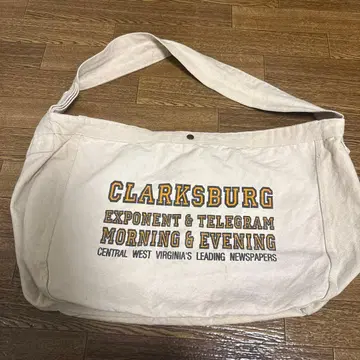 CLARKSBURG
EXPONENT & TELEGRAM
MORNING & EVENING
CENTRAL WEST VIRGINIA'S LEADING NEWSPAPERS